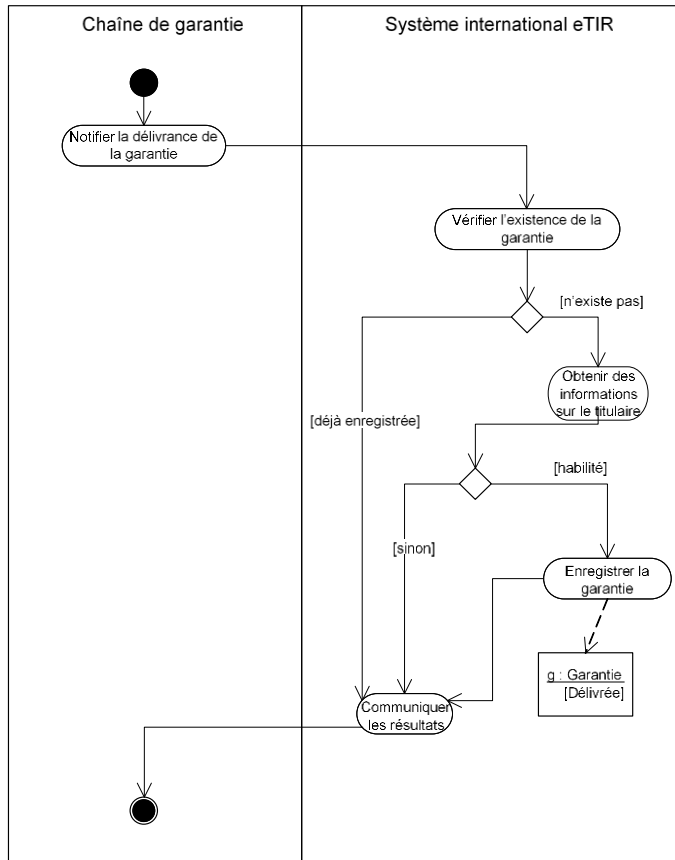 Chaîne de garantie
Système international eTIR
Notifier la délivrance de
la garantie
Vérifier l'existence de la
garantie
[n'existe pas]
Obtenir des
informations
sur le titulaire
[déjà enregistrée]
[habilité]
[sinon]
Enregistrer la
garantie
g : Garantie
[Délivrée]
Communiquer
les résultats